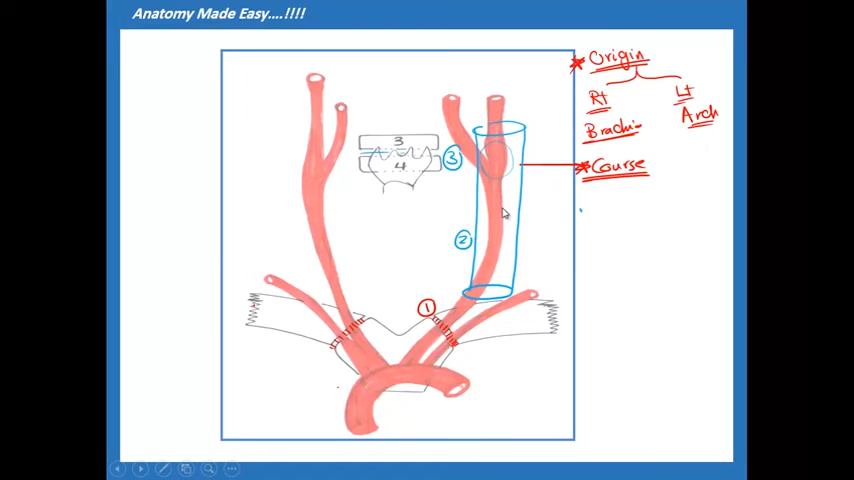 Anatomy Made Easy....!!!!
* Origin
Rt
Lt
Brachi-
Arch
3
4
3
* Course
2
1